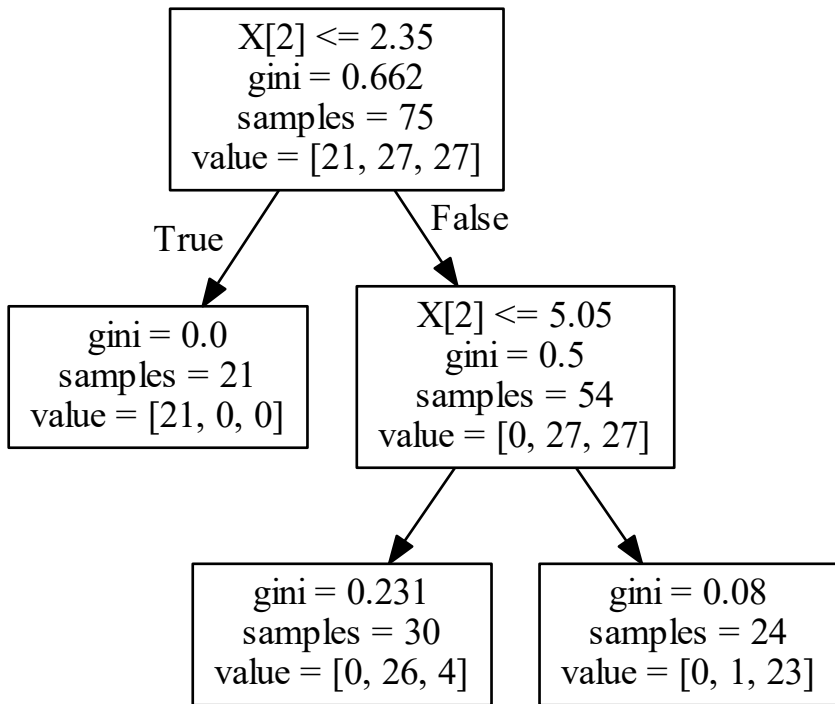 X[2] <= 2.35
gini = 0.662
samples = 75
value = [21, 27, 27]
True
False
gini = 0.0
samples = 21
value = [21, 0, 0]
X[2] <= 5.05
gini = 0.5
samples = 54
value = [0, 27, 27]
gini = 0.231
samples = 30
value = [0, 26, 4]
gini = 0.08
samples = 24
value = [0, 1, 23]